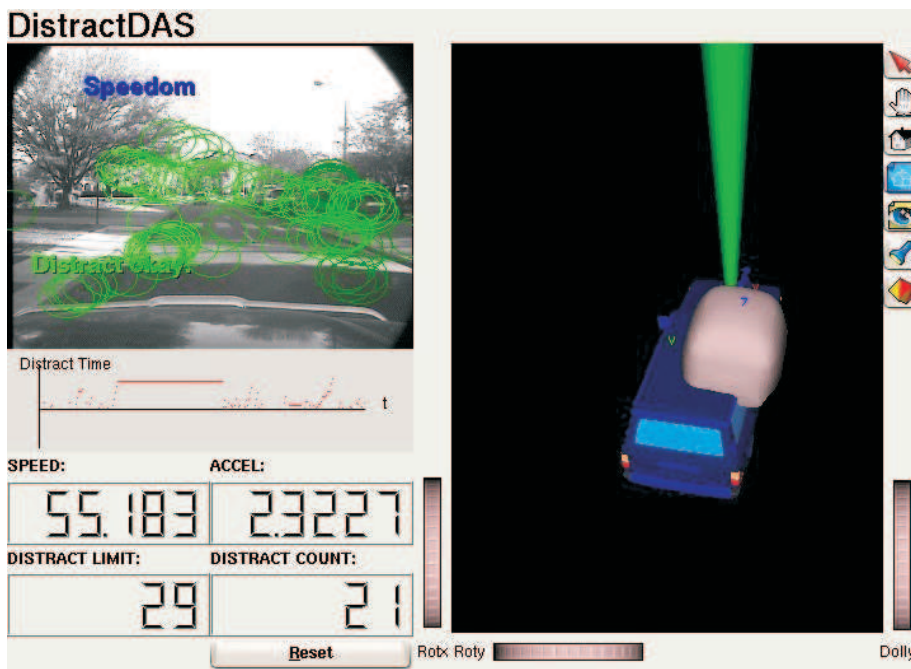 DistractDAS
Speedom
Distract okay.
Distract Time
t
SPEED:
ACCEL:
55.183
2.3227
DISTRACT LIMIT:
DISTRACT COUNT:
29
21
Reset
Rotx Roty
Dolly